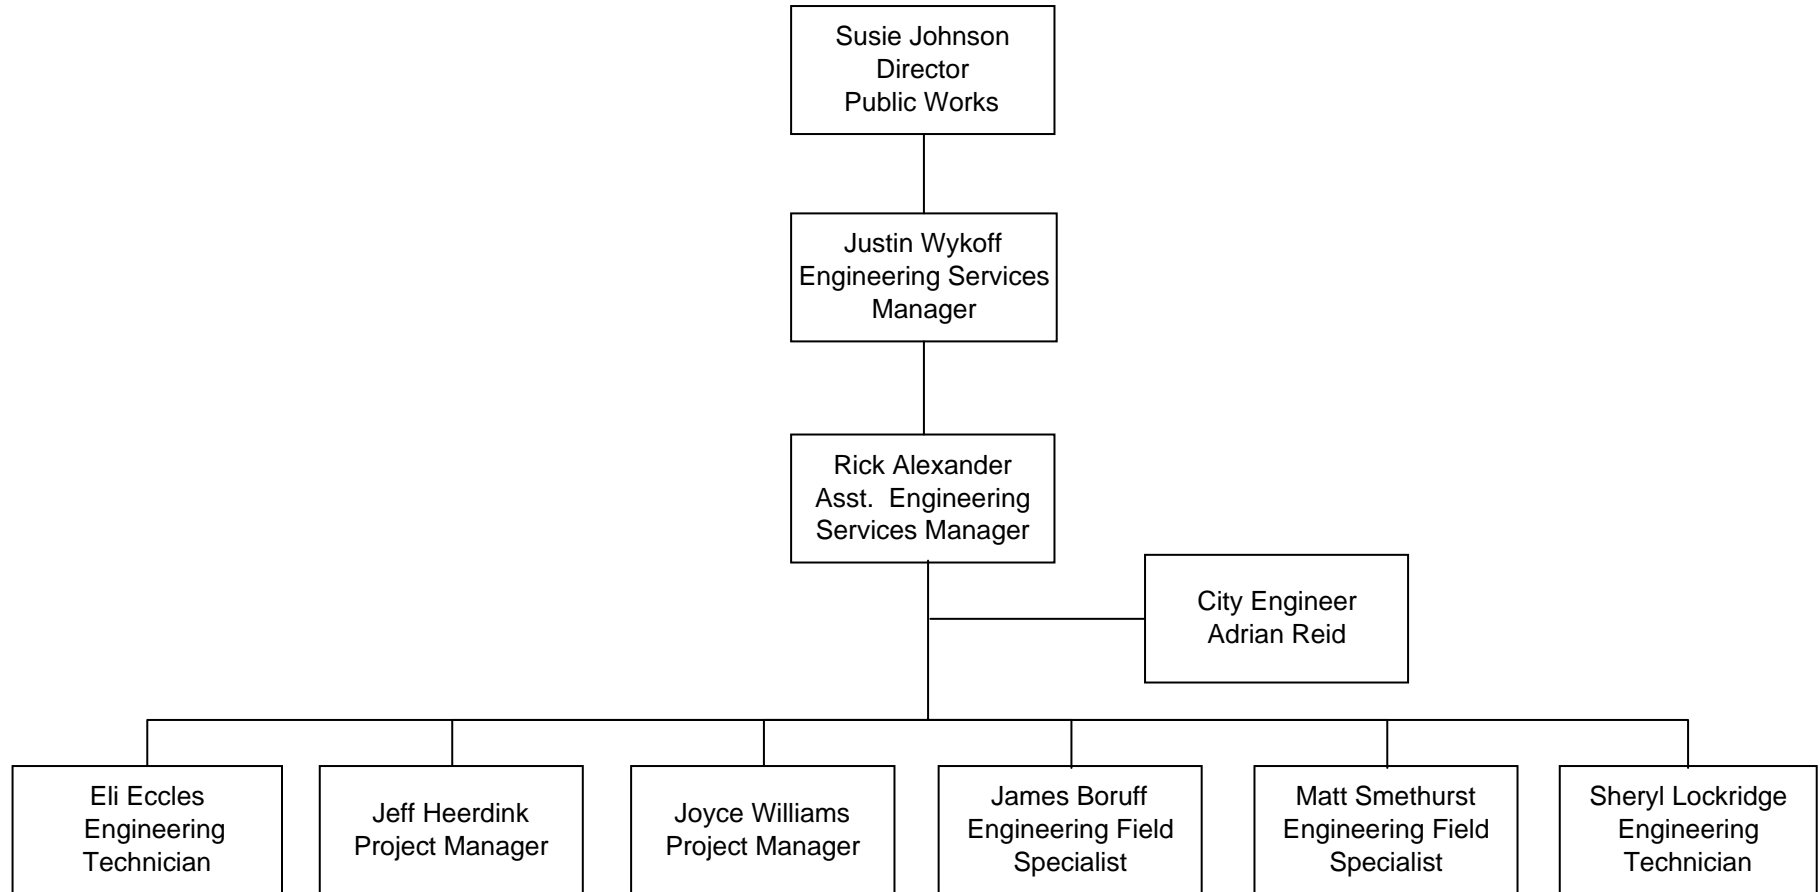 Susie Johnson
Director
Public Works
Justin Wykoff
Engineering Services
Manager
Rick Alexander
Asst.  Engineering
Services Manager
City Engineer
Adrian Reid
Eli Eccles
Engineering
Technician
Jeff Heerdink
Project Manager
Joyce Williams
Project Manager
James Boruff
Engineering Field
Specialist
Matt Smethurst
Engineering Field
Specialist
Sheryl Lockridge
Engineering
Technician